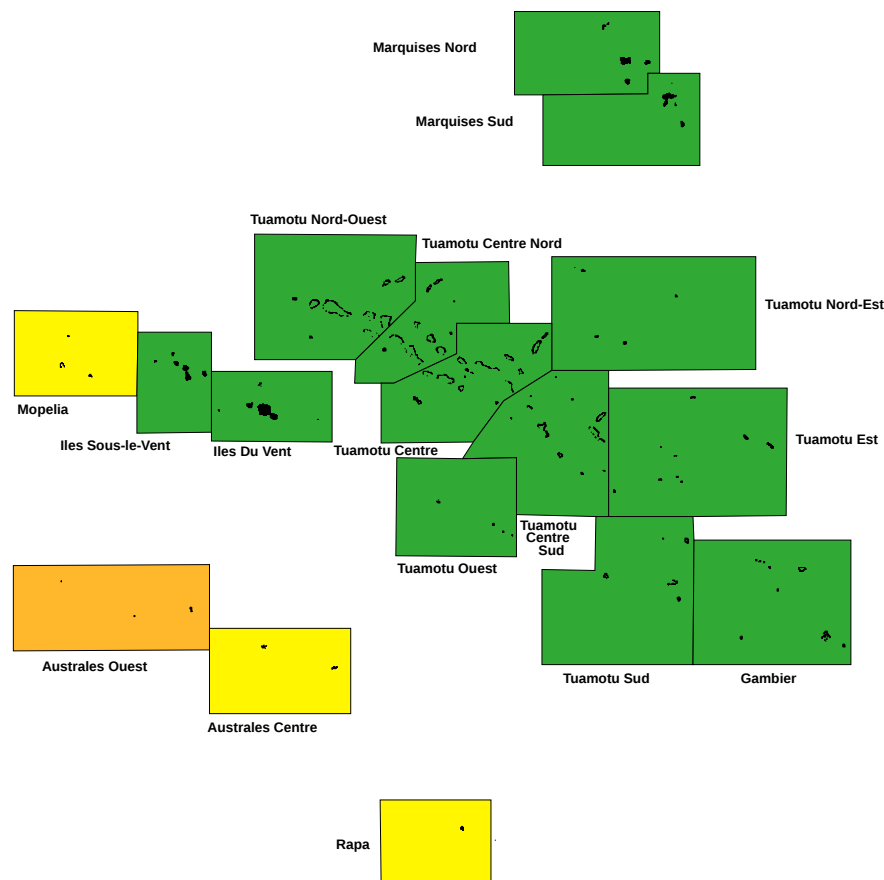 Marquises Nord
Marquises Sud
Tuamotu Nord-Ouest
Tuamotu Centre Nord
Tuamotu Nord-Est
Mopelia
Iles Sous-le-Vent
Iles Du Vent
Tuamotu Centre
Tuamotu Est
Tuamotu
Centre
Sud
Tuamotu Ouest
Australes Ouest
Tuamotu Sud
Gambier
Australes Centre
Rapa